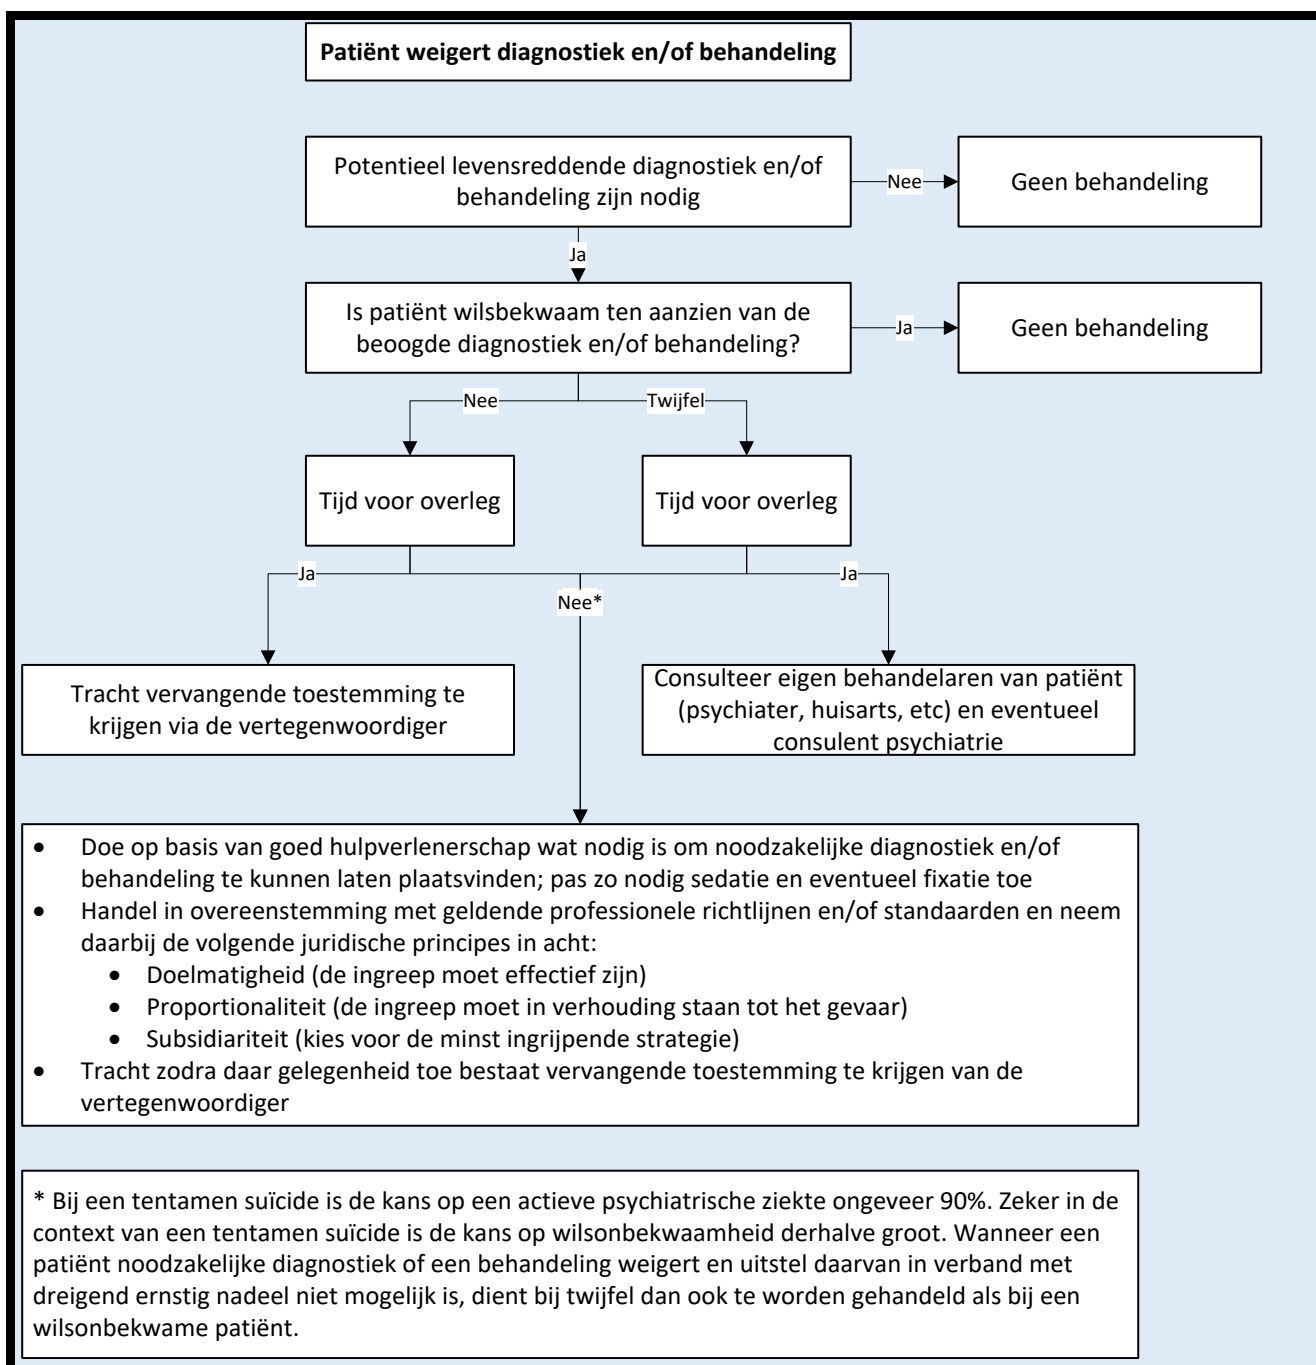 Patiënt weigert diagnostiek en/of behandeling
Potentieel levensreddende diagnostiek en/of
behandeling zijn nodig
Nee
Geen behandeling
Ja
Is patiënt wilsbekwaam ten aanzien van de
beoogde diagnostiek en/of behandeling?
Ja
Geen behandeling
Nee
Twijfel
Tijd voor overleg
Tijd voor overleg
Ja
Nee*
Ja
Tracht vervangende toestemming te
krijgen via de vertegenwoordiger
Consulteer eigen behandelaren van patiënt
(psychiater, huisarts, etc) en eventueel
consulent psychiatrie
• Doe op basis van goed hulpverlenerschap wat nodig is om noodzakelijke diagnostiek en/of
behandeling te kunnen laten plaatsvinden; pas zo nodig sedatie en eventueel fixatie toe
• Handel in overeenstemming met geldende professionele richtlijnen en/of standaarden en neem
daarbij de volgende juridische principes in acht:
• Doelmatigheid (de ingreep moet effectief zijn)
• Proportionaliteit (de ingreep moet in verhouding staan tot het gevaar)
• Subsidiariteit (kies voor de minst ingrijpende strategie)
• Tracht zodra daar gelegenheid toe bestaat vervangende toestemming te krijgen van de
vertegenwoordiger
* Bij een tentamen suïcide is de kans op een actieve psychiatrische ziekte ongeveer 90%. Zeker in de
context van een tentamen suïcide is de kans op wilsonbekwaamheid derhalve groot. Wanneer een
patiënt noodzakelijke diagnostiek of een behandeling weigert en uitstel daarvan in verband met
dreigend ernstig nadeel niet mogelijk is, dient bij twijfel dan ook te worden gehandeld als bij een
wilsonbekwame patiënt.